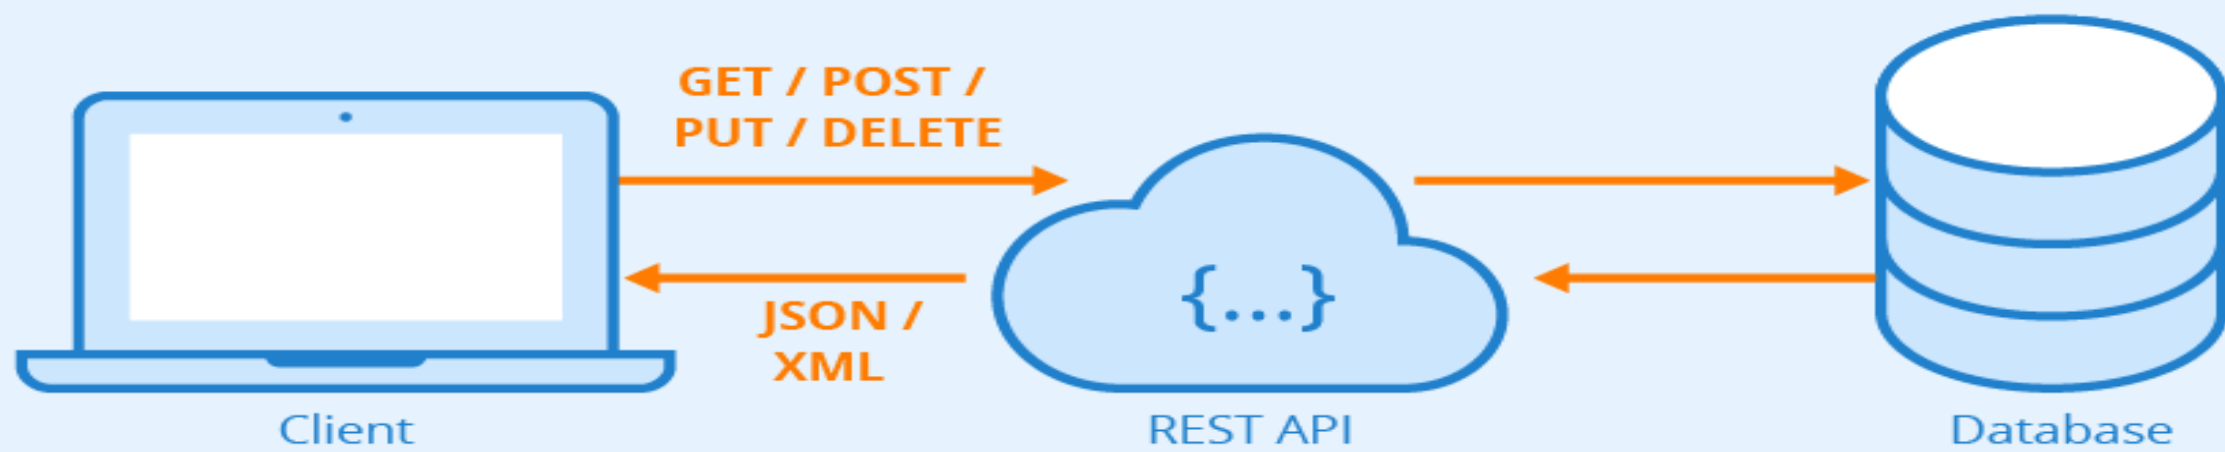 GET / POST /
PUT / DELETE
{...}
JSON /
XML
Client
REST API
Database